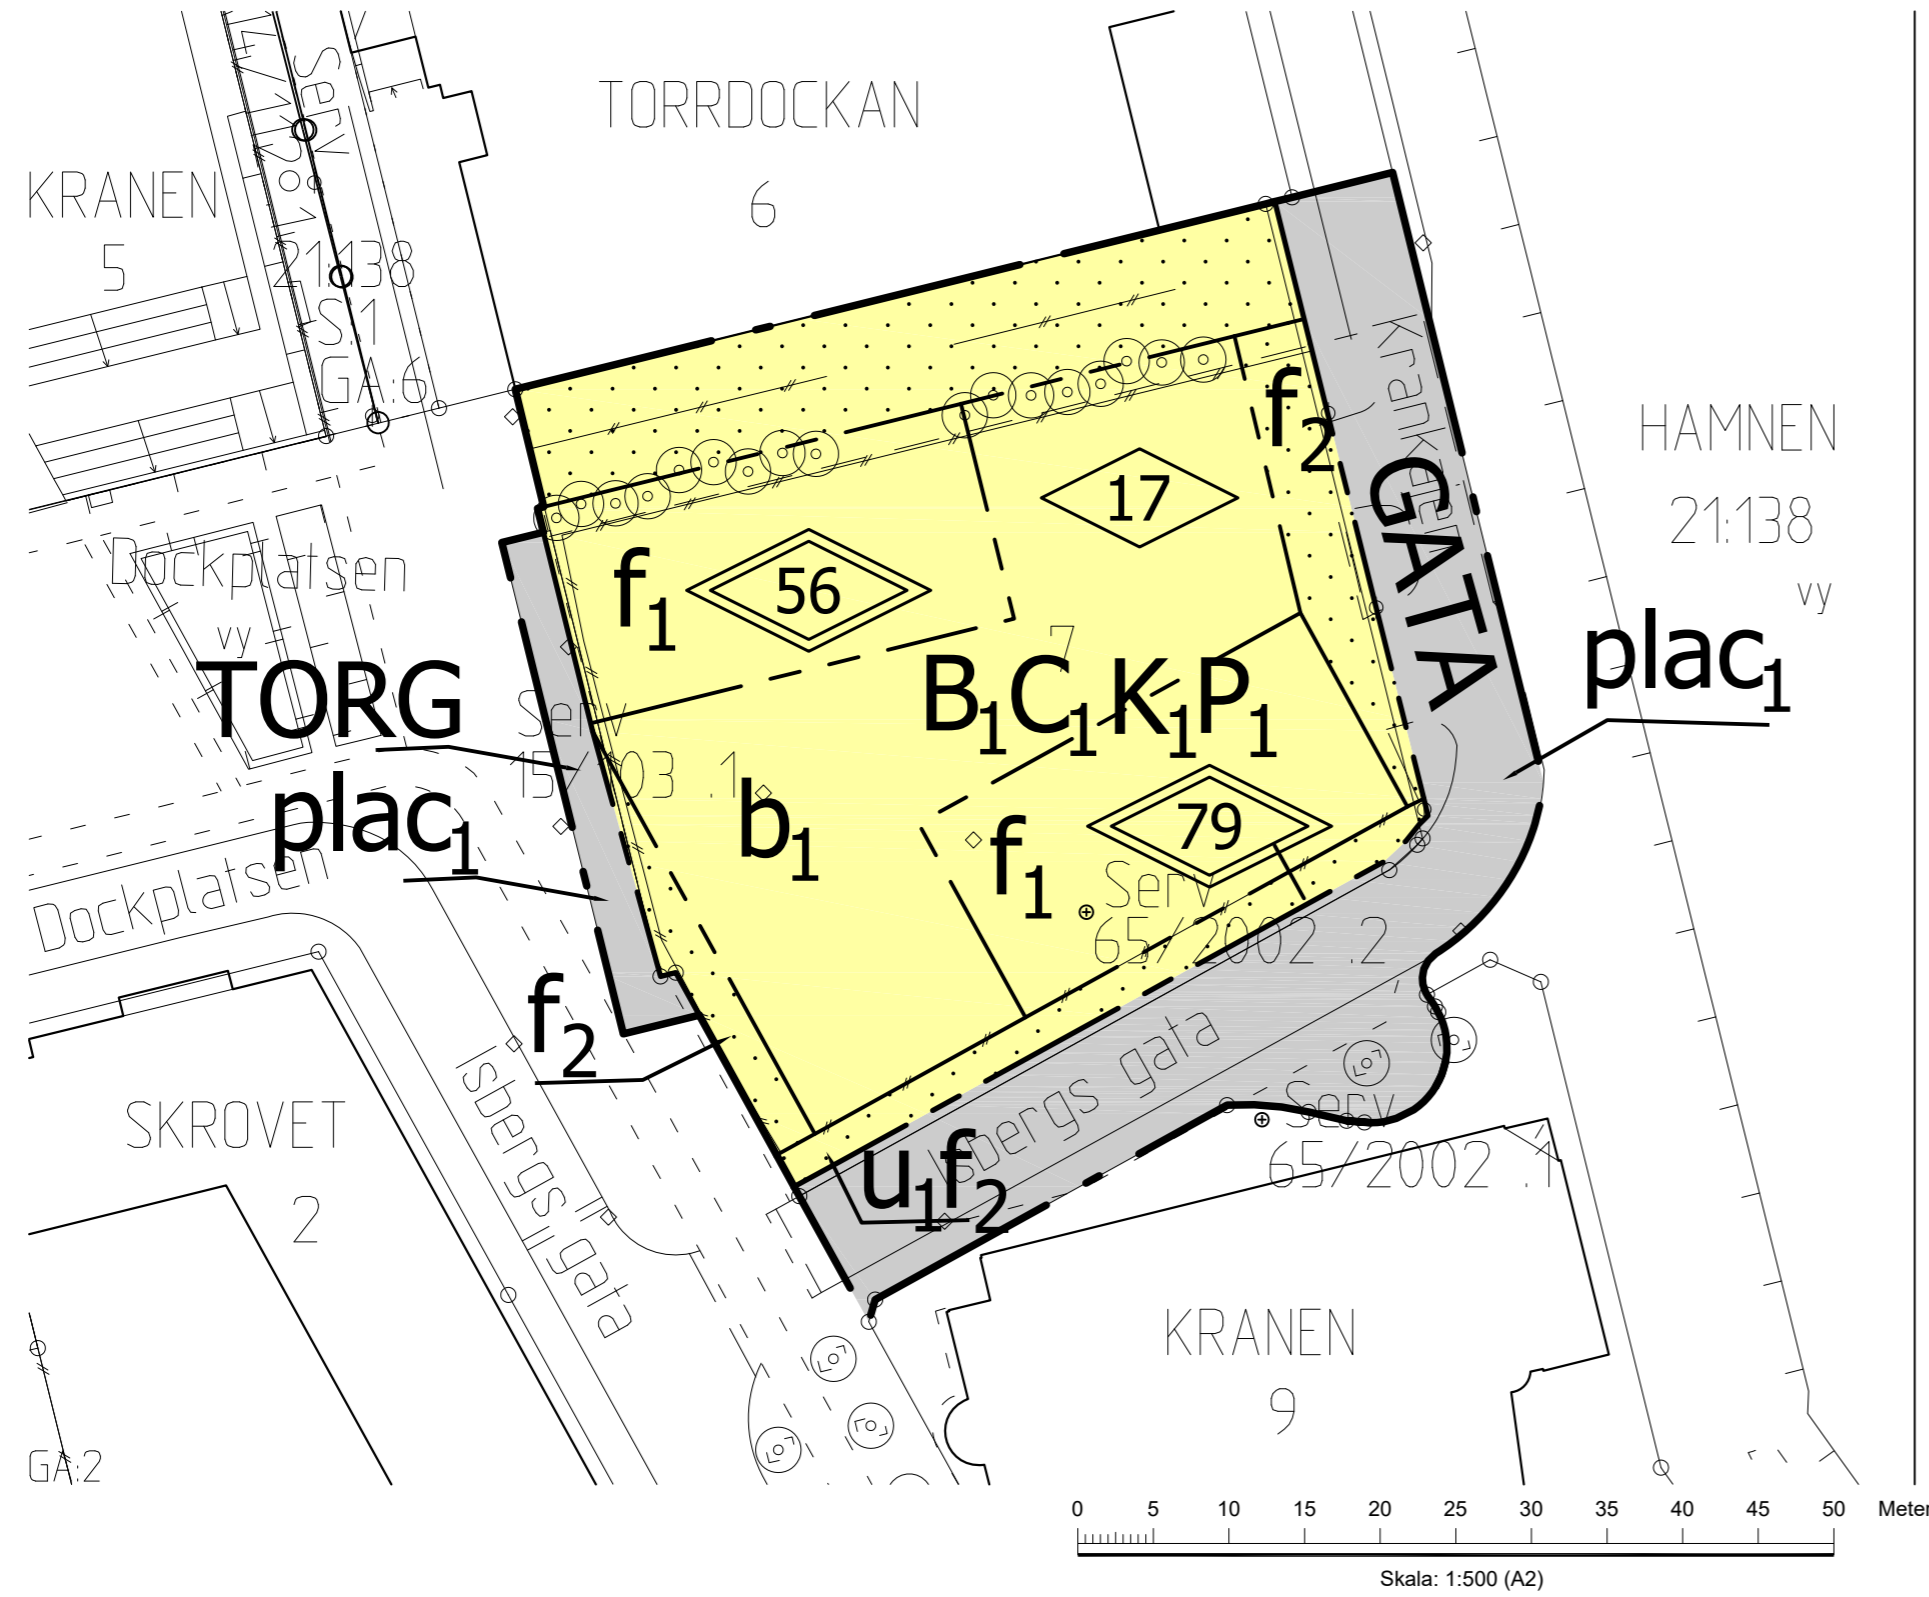 TORRDOCKAN
6
KRANEN
5
Serv
21:138
S.1
GA:6
f2
Krankajen
HAMNEN
21:138
vy
17
GATA
56
f1
Dockplatsen
vy
7
B1C1K1P1
plac1
TORG
Serv
plac1
b1
79
f1
Serv
65/2002 .2
Dockplatsen
f2
Isbergs gata
Isbergs gata
SKROVET
2
u1f2
Serv
65/2002 .1
KRANEN
9
GA:2
0 5 10 15 20 25 30 35 40 45 50 Meter
Skala: 1:500 (A2)